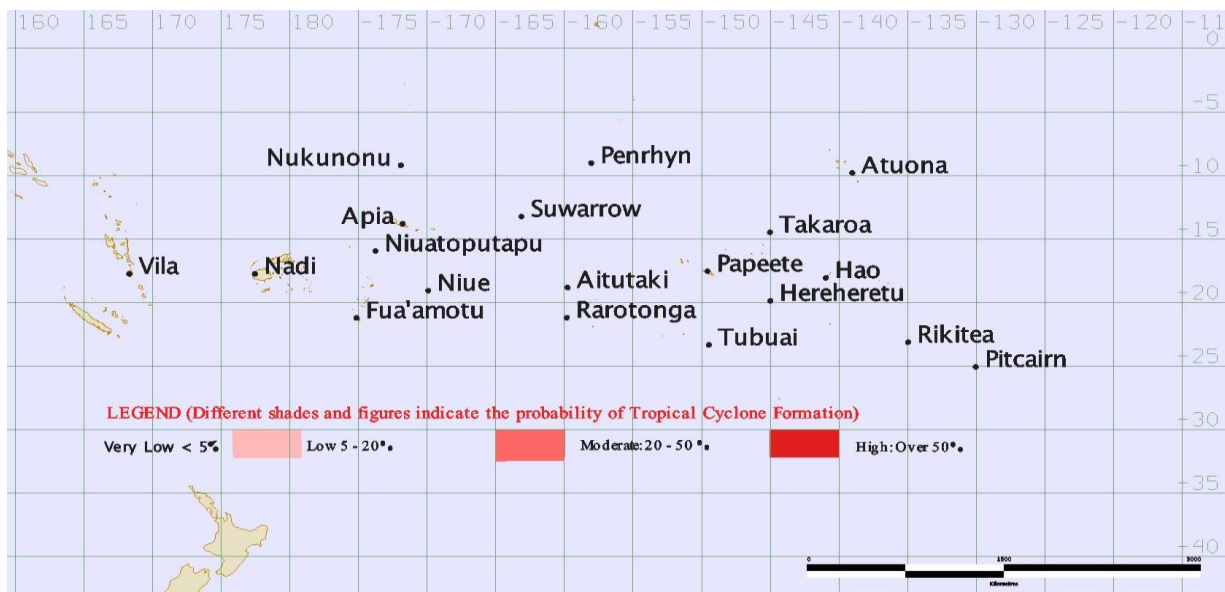 160 165 170 175 180 -175 -170 -165 -160 -155 -150 -145 -140 -135 -130 -125 -120 -11
0
-5
Nukunonu
Penrhyn
Atuona
-10
Apia
Suwarrow
Takaroa
-15
Niuatoputapu
Vila
Nadi
Niue
Aitutaki
Papeete
Hao
Hereheretu
-20
Fua'amotu
Rarotonga
Tubuai
Rikitea
Pitcairn
-25
LEGEND (Different shades and figures indicate the probability of Tropical Cyclone Formation)
-30
Very Low < 5% Low 5 - 20% Moderate: 20 - 50 % High: Over 50%
-35
-40
0 1500 3000
Kilometres